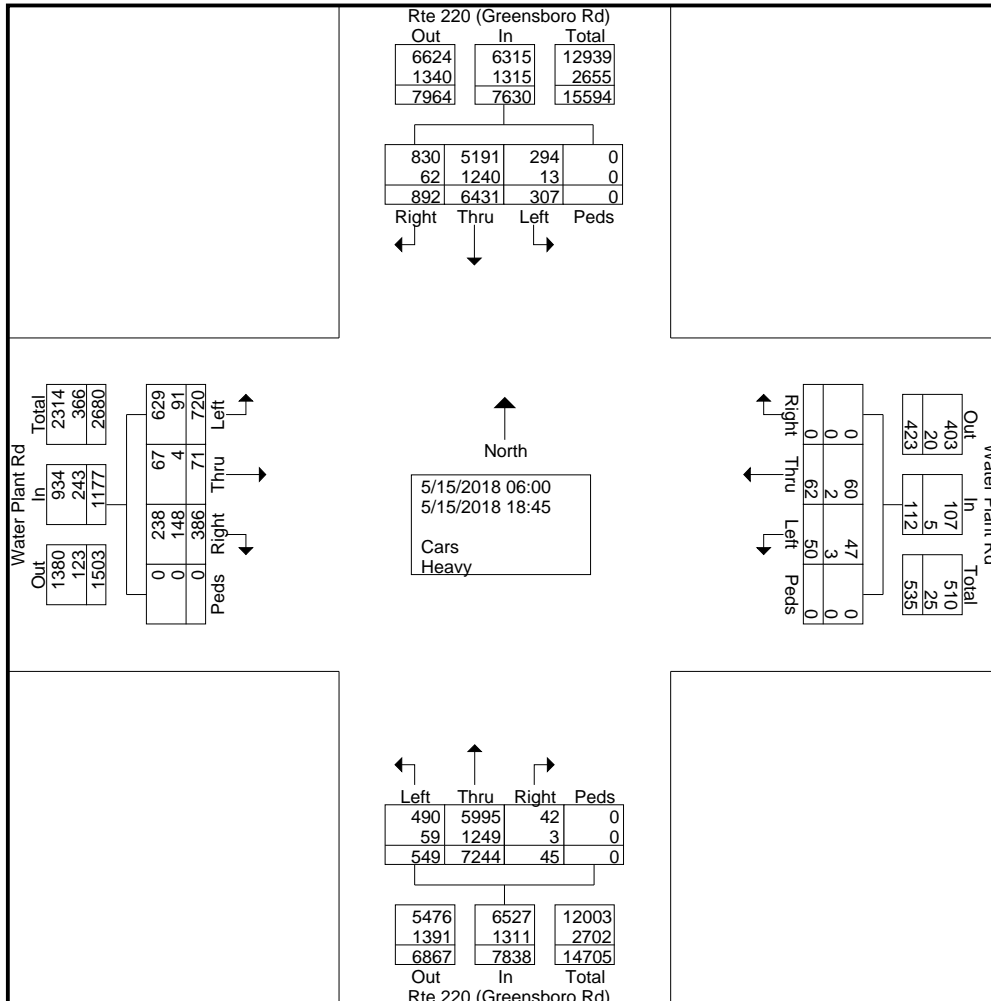 Rte 220 (Greensboro Rd)
Out In Total
6624 6315 12939
1340 1315 2655
7964 7630 15594
830 5191 294 0
62 1240 13 0
892 6431 307 0
Right Thru Left Peds
Water Plant Rd
Total In Out
2314 934 1380
366 243 123
2680 1177 1503
629 67 238 0
91 4 148 0
720 71 386 0
Left Thru Right Peds
North
5/15/2018 06:00
5/15/2018 18:45
Cars
Heavy
Right Thru Left Peds
0 62 50 0
0 2 3 0
0 60 47 0
423 112 535
20 5 25
403 107 510
Out In Total
Water Plant Rd
Left Thru Right Peds
490 5995 42 0
59 1249 3 0
549 7244 45 0
5476 6527 12003
1391 1311 2702
6867 7838 14705
Out In Total
Rte 220 (Greensboro Rd)